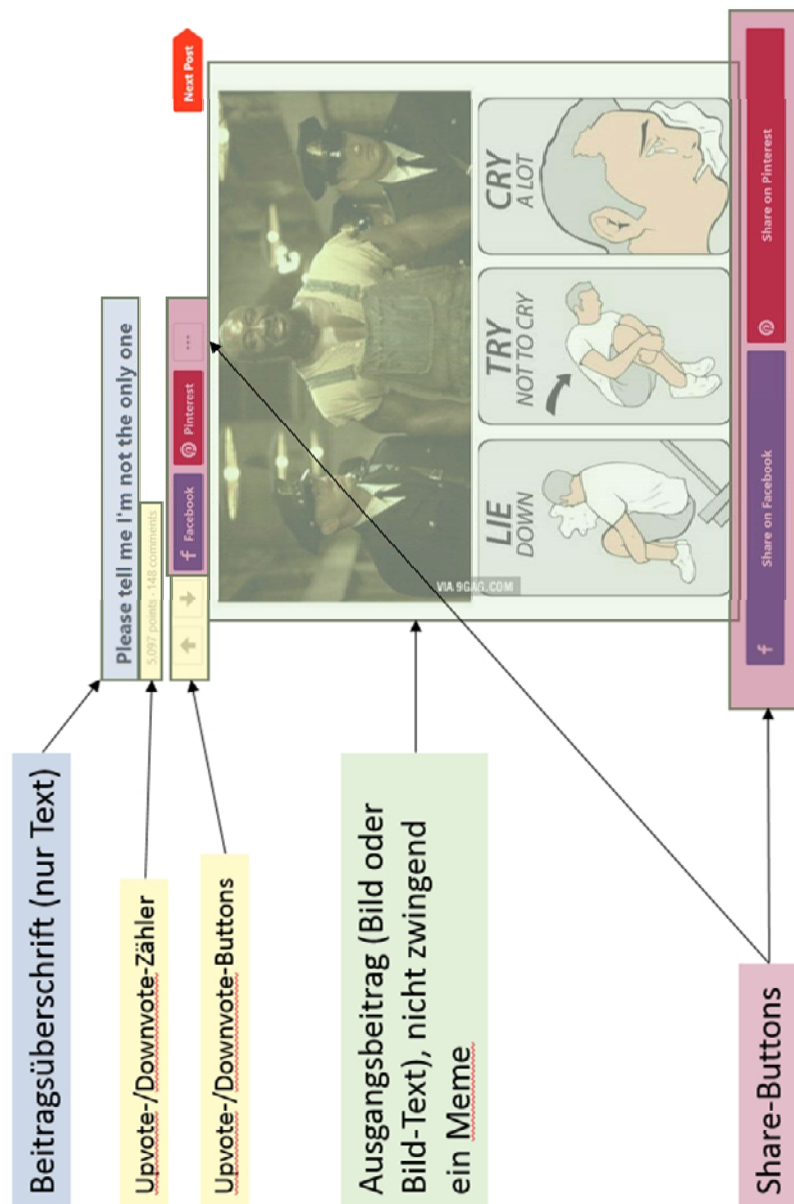 Beitragsüberschrift (nur Text)
Upvote-/Downvote-Zähler
Upvote-/Downvote-Buttons
Ausgangsbeitrag (Bild oder
Bild-Text), nicht zwingend
ein Meme
Share-Buttons
Please tell me I'm not the only one
5,097 points · 148 comments
Facebook
Pinterest
...
Next Post
VIA 9GAG.COM
LIE
DOWN
TRY
NOT TO CRY
CRY
A LOT
Share on Facebook
Share on Pinterest